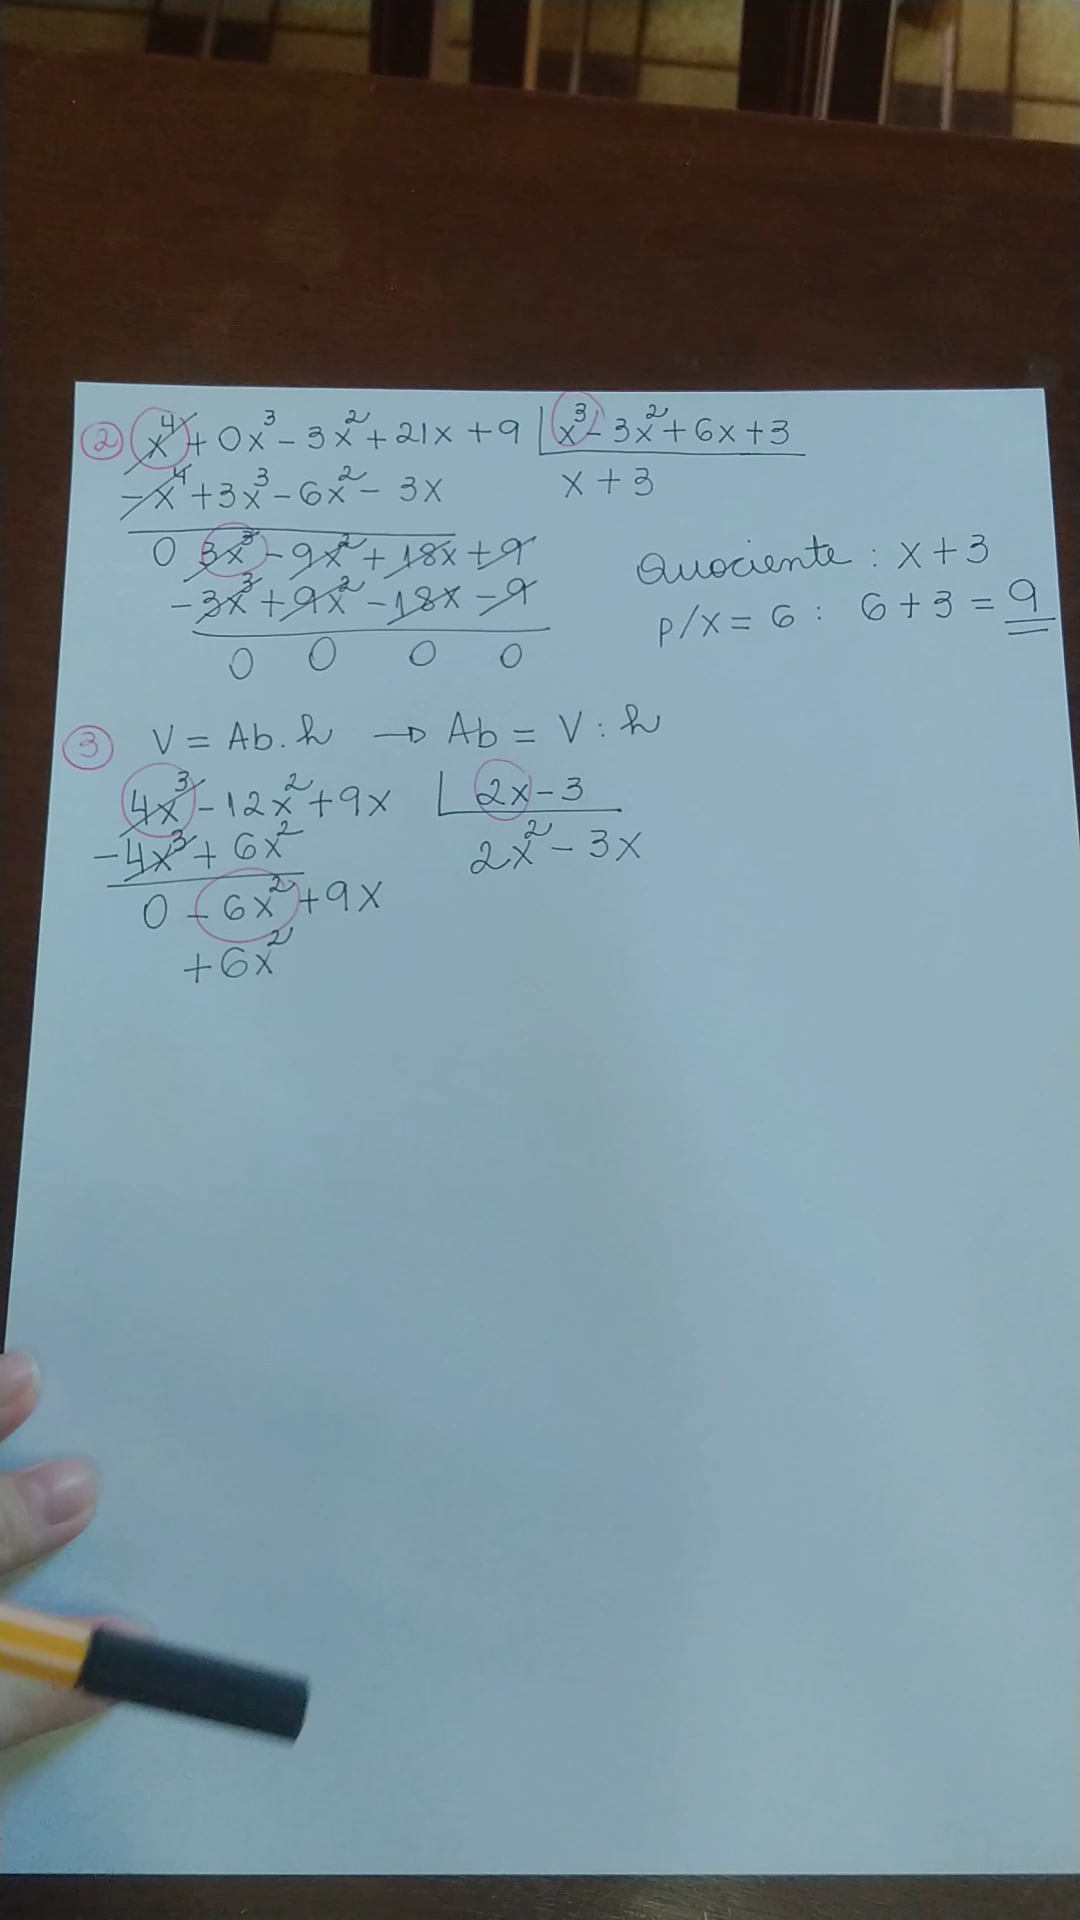 ② x⁴ + 0x³ - 3x² + 21x + 9 | x³ - 3x² + 6x + 3
-x⁴ + 3x³ - 6x² - 3x x + 3
0 3x³ - 9x² + 18x + 9
-3x³ + 9x² - 18x - 9
0 0 0 0
Quociente : x + 3
p/x = 6 : 6 + 3 = 9
③ V = Ab . h → Ab = V : h
4x³ - 12x² + 9x | 2x - 3
-4x³ + 6x² 2x² - 3x
0 - 6x² + 9x
+ 6x²